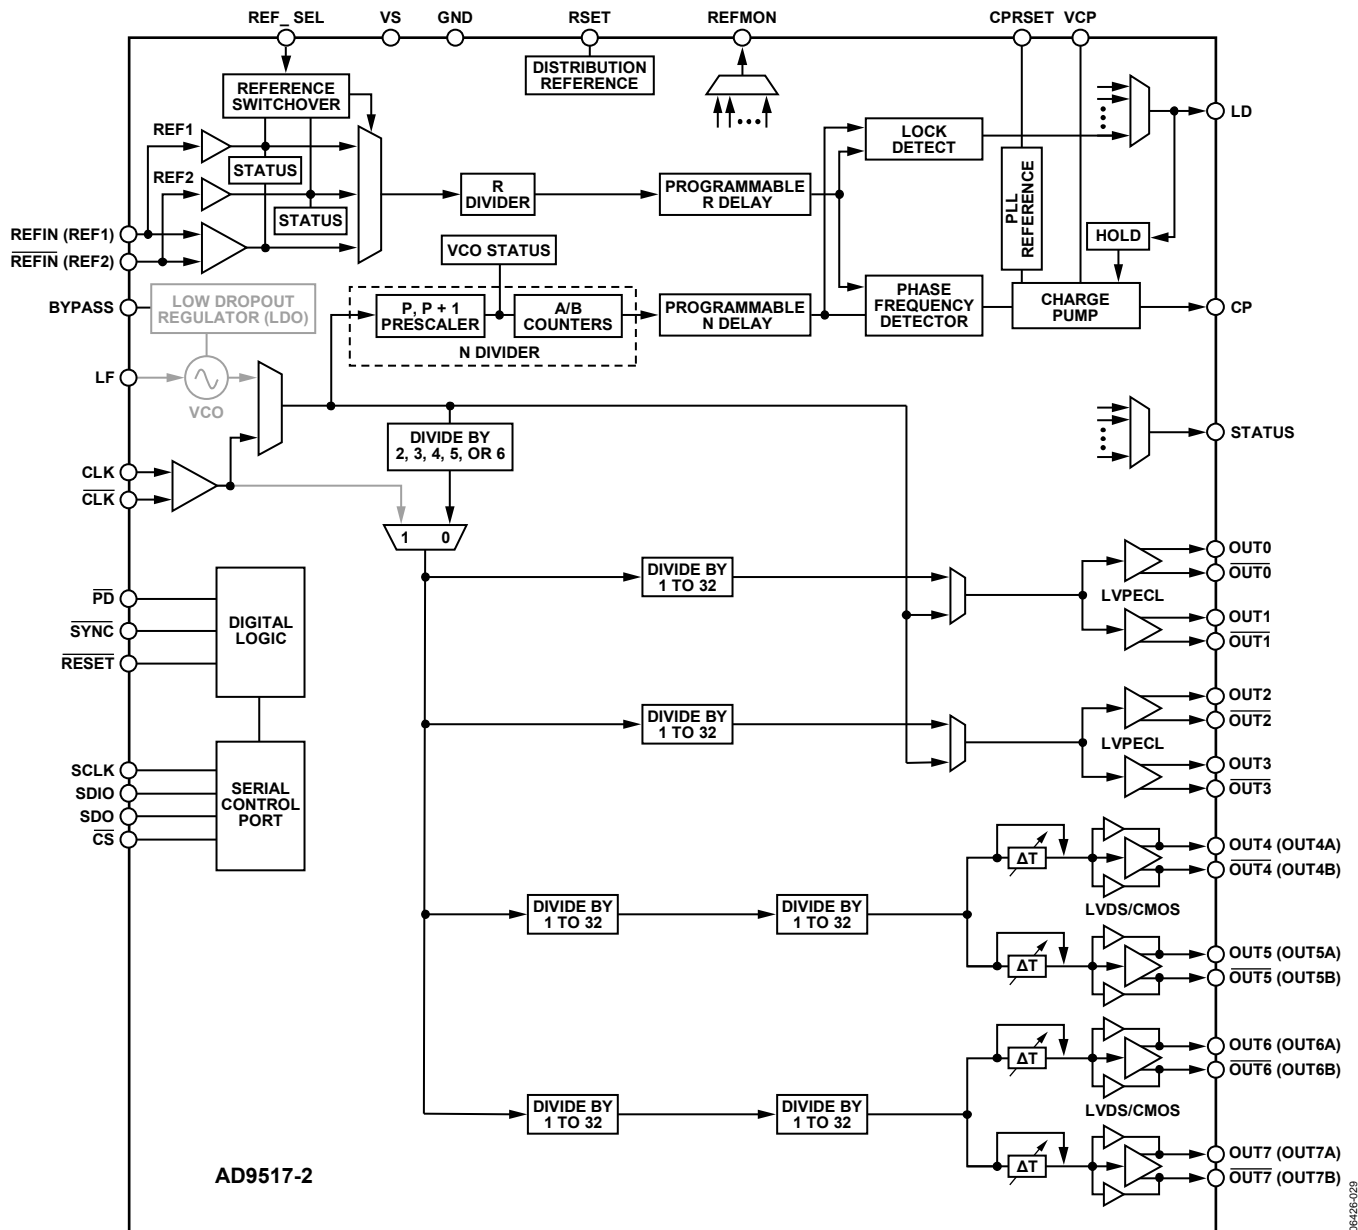 REF_ SEL
VS
GND
RSET
REFMON
CPRSET
VCP
DISTRIBUTION
REFERENCE
REFERENCE
SWITCHOVER
REF1
STATUS
REF2
STATUS
REFIN (REF1)
REFIN (REF2)
R
DIVIDER
PROGRAMMABLE
R DELAY
LOCK
DETECT
LD
PLL
REFERENCE
HOLD
VCO STATUS
BYPASS
LOW DROPOUT
REGULATOR (LDO)
P, P + 1
PRESCALER
A/B
COUNTERS
N DIVIDER
PROGRAMMABLE
N DELAY
PHASE
FREQUENCY
DETECTOR
CHARGE
PUMP
CP
LF
VCO
STATUS
DIVIDE BY
2, 3, 4, 5, OR 6
CLK
CLK
1 0
DIVIDE BY
1 TO 32
LVPECL
OUT0
OUT0
OUT1
OUT1
PD
SYNC
RESET
DIGITAL
LOGIC
DIVIDE BY
1 TO 32
LVPECL
OUT2
OUT2
OUT3
OUT3
SCLK
SDIO
SDO
CS
SERIAL
CONTROL
PORT
DIVIDE BY
1 TO 32
DIVIDE BY
1 TO 32
ΔT
OUT4 (OUT4A)
OUT4 (OUT4B)
LVDS/CMOS
ΔT
OUT5 (OUT5A)
OUT5 (OUT5B)
DIVIDE BY
1 TO 32
DIVIDE BY
1 TO 32
ΔT
OUT6 (OUT6A)
OUT6 (OUT6B)
LVDS/CMOS
ΔT
OUT7 (OUT7A)
OUT7 (OUT7B)
AD9517-2
06426-029